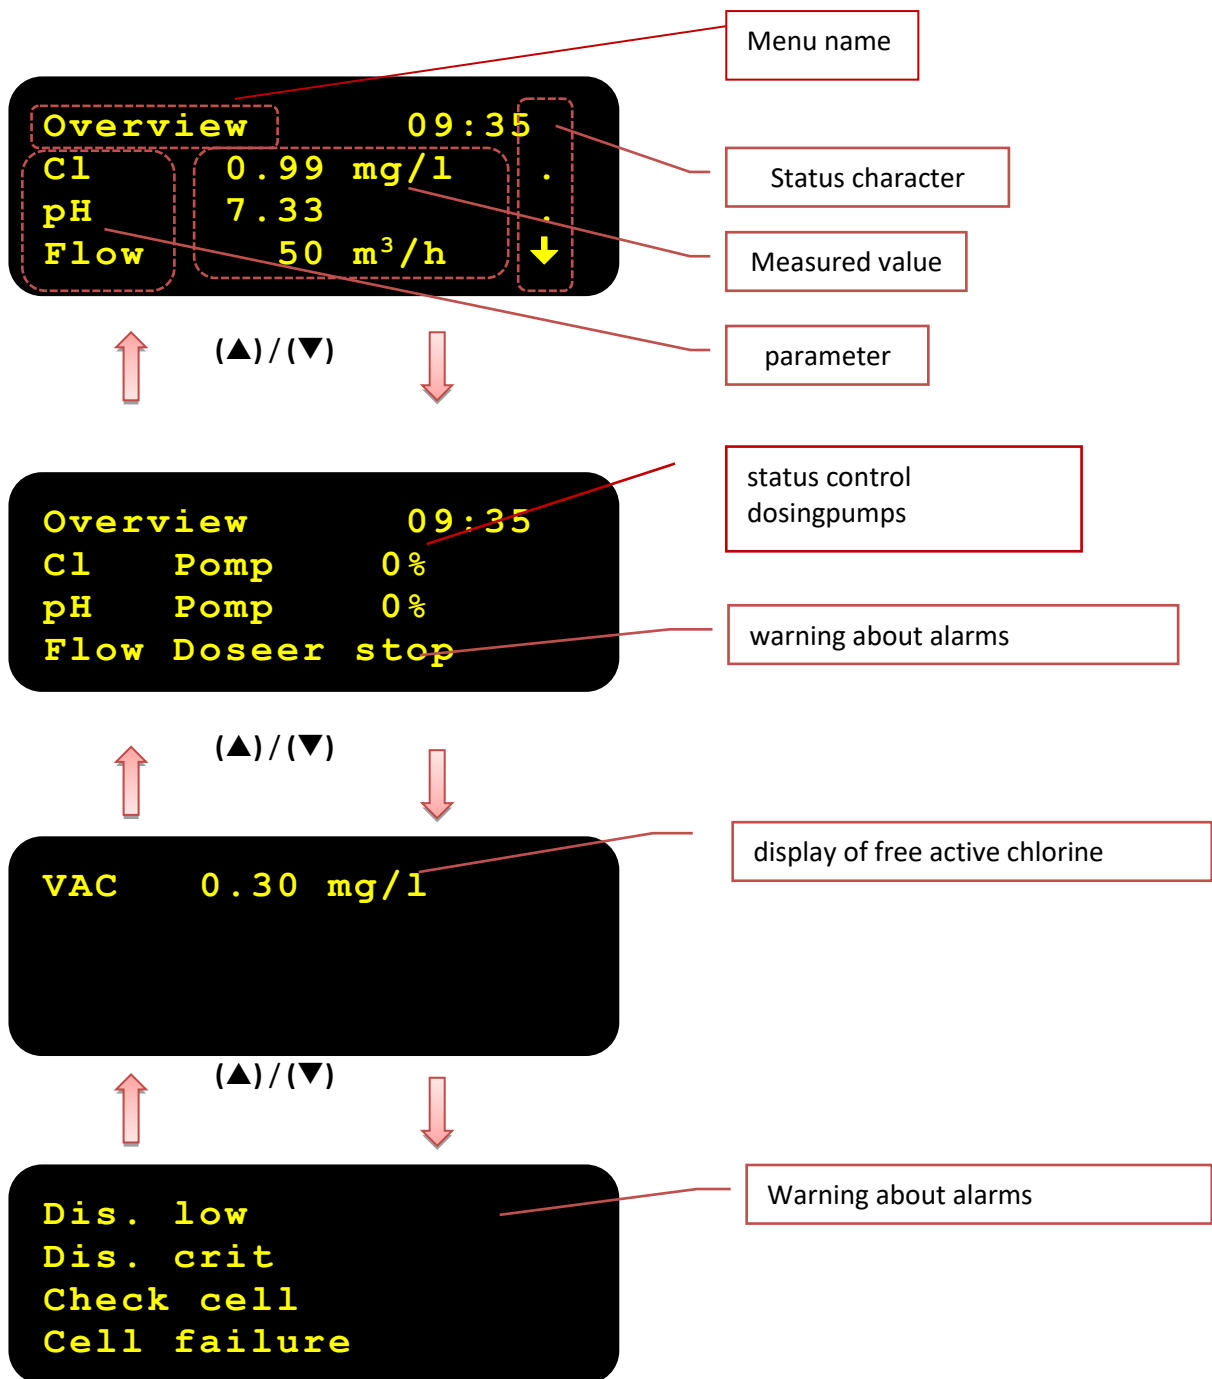 Menu name
Overview 09:35
Cl 0.99 mg/l .
pH 7.33 .
Flow 50 m³/h ↓
Status character
Measured value
parameter
(▲)/(▼)
Overview 09:35
Cl Pomp 0%
pH Pomp 0%
Flow Doseer stop
status control
dosingpumps
warning about alarms
(▲)/(▼)
VAC 0.30 mg/l
display of free active chlorine
(▲)/(▼)
Dis. low
Dis. crit
Check cell
Cell failure
Warning about alarms